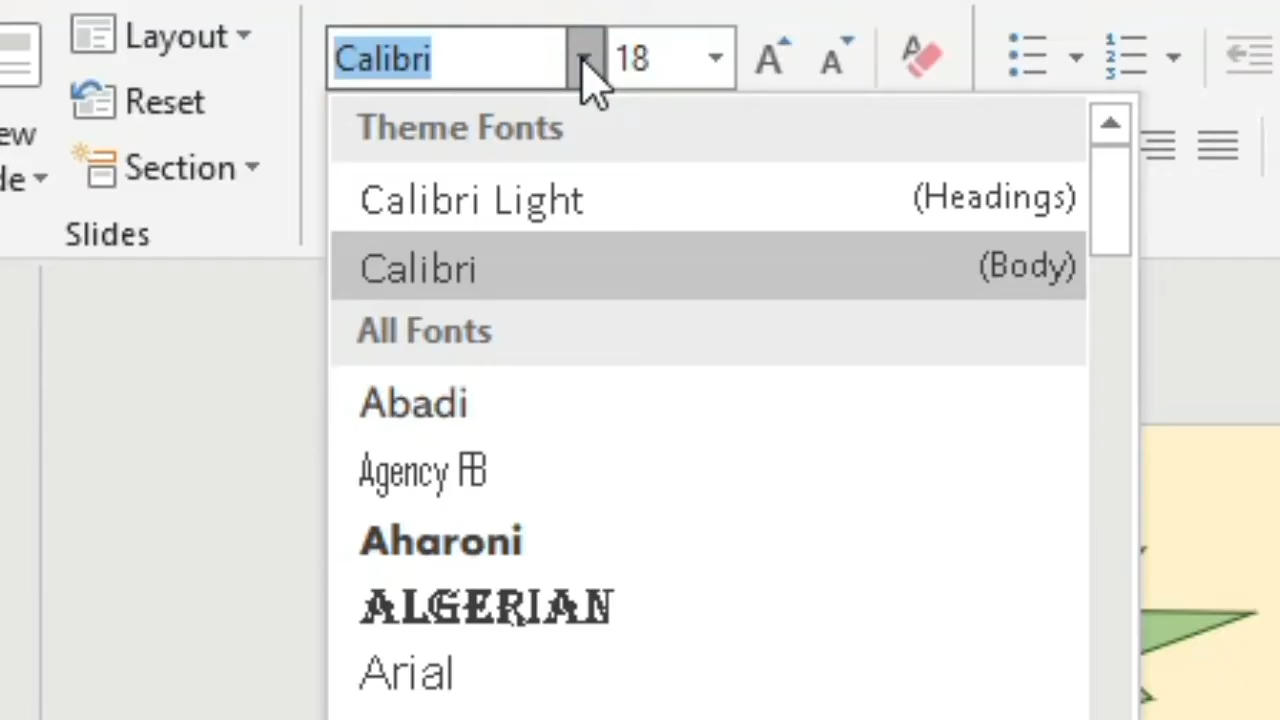 Layout
Reset
ew
de
Section
Slides
Calibri
18
Theme Fonts
Calibri Light (Headings)
Calibri (Body)
All Fonts
Abadi
Agency FB
Aharoni
ALGERIAN
Arial